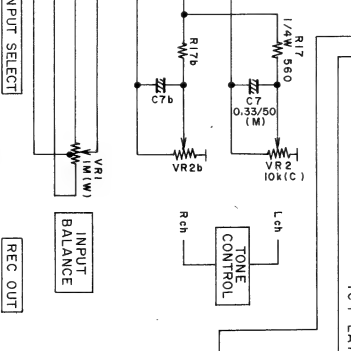 INPUT SELECT
R17b
R17
1/4W 560
C7b
C7
0.33/50
(M)
VR1
1M(W)
VR2b
VR2
10k(C)
INPUT
BALANCE
Rch
Lch
TONE
CONTROL
REC OUT